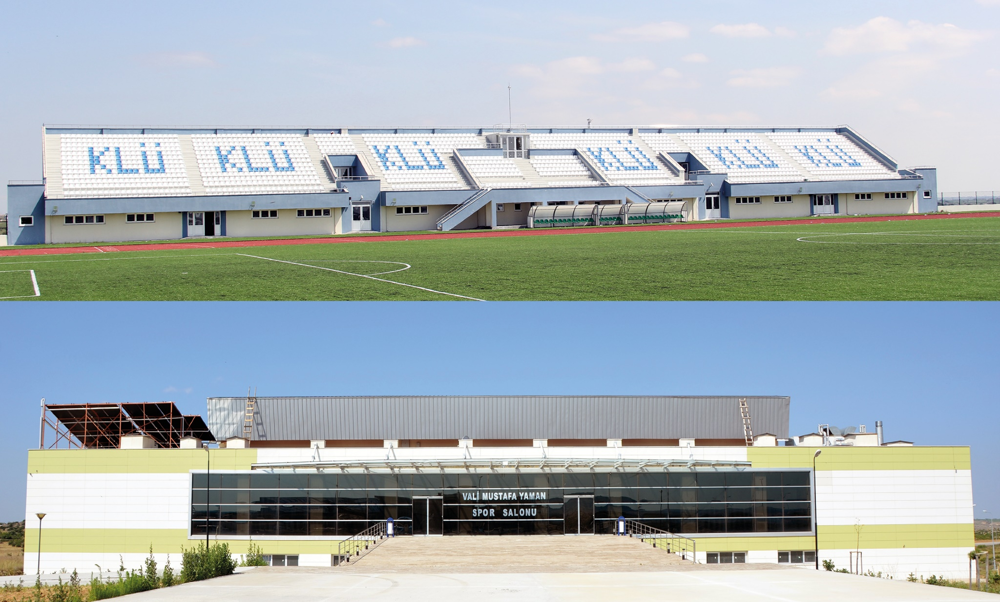 KLÜ KLÜ KLÜ KLÜ KLÜ KLÜ
VALİ MUSTAFA YAMAN
SPOR SALONU